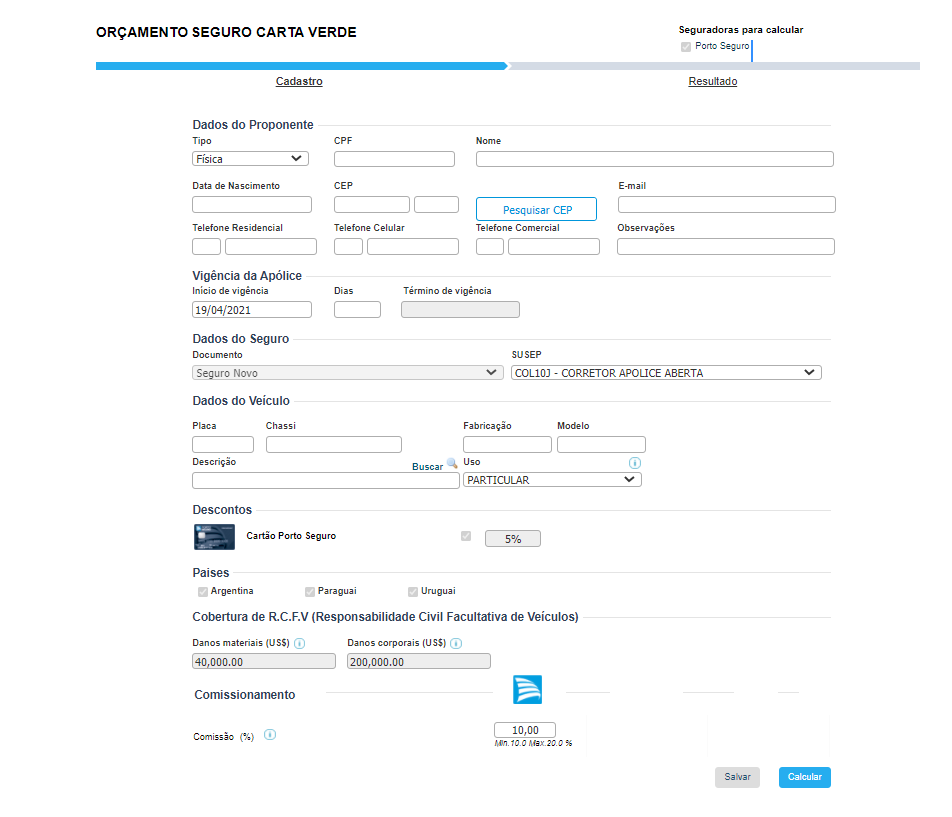 ORÇAMENTO SEGURO CARTA VERDE
Seguradoras para calcular
Porto Seguro
Cadastro Resultado
Dados do Proponente
Tipo CPF Nome
Física
Data de Nascimento CEP E-mail
Pesquisar CEP
Telefone Residencial Telefone Celular Telefone Comercial Observações
Vigência da Apólice
Início de vigência Dias Término de vigência
19/04/2021
Dados do Seguro
Documento SUSEP
Seguro Novo COL10J - CORRETOR APOLICE ABERTA
Dados do Veículo
Placa Chassi Fabricação Modelo
Descrição Buscar Uso
PARTICULAR
Descontos
Cartão Porto Seguro 5%
Paises
Argentina Paraguai Uruguai
Cobertura de R.C.F.V (Responsabilidade Civil Facultativa de Veículos)
Danos materiais (US$) Danos corporais (US$)
40,000.00 200,000.00
Comissionamento
Comissão (%) 10,00
Min.10.0 Max.20.0 %
Salvar Calcular